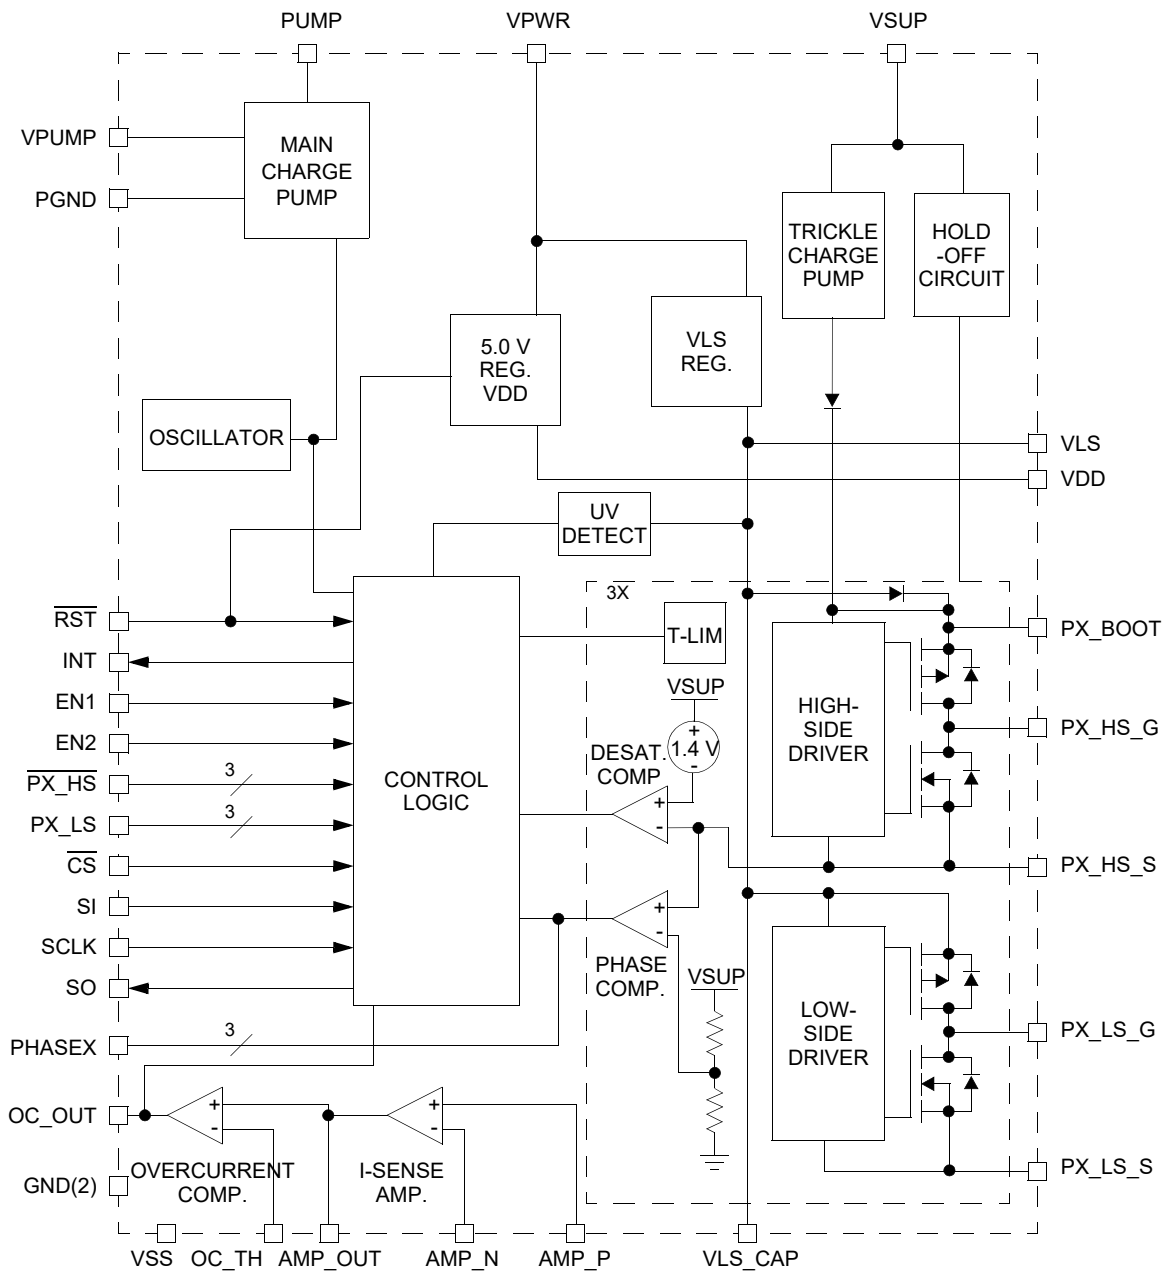 PUMP
VPWR
VSUP
VPUMP
PGND
MAIN
CHARGE
PUMP
TRICKLE
CHARGE
PUMP
HOLD
-OFF
CIRCUIT
5.0 V
REG.
VDD
VLS
REG.
OSCILLATOR
VLS
VDD
UV
DETECT
3X
RST
INT
EN1
EN2
PX_HS
3
PX_LS
3
CS
SI
SCLK
SO
PHASEX
3
OC_OUT
GND(2)
CONTROL
LOGIC
T-LIM
VSUP
+
1.4 V
-
DESAT.
COMP
+
-
+
-
PHASE
COMP.
VSUP
HIGH-
SIDE
DRIVER
LOW-
SIDE
DRIVER
PX_BOOT
PX_HS_G
PX_HS_S
PX_LS_G
PX_LS_S
+
-
OVERCURRENT
COMP.
+
-
I-SENSE
AMP.
VSS
OC_TH
AMP_OUT
AMP_N
AMP_P
VLS_CAP